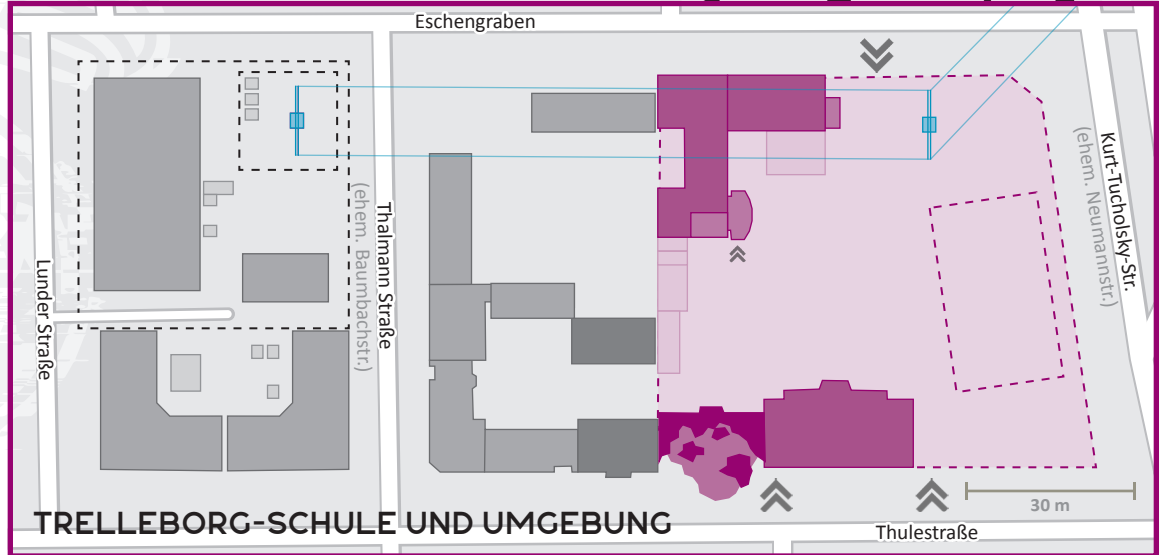 Eschengraben
Kurt-Tucholsky-Str.
(ehem. Neumannstr.)
Thalmann Straße
(ehem. Baumbachstr.)
Lunder Straße
30 m
TRELLEBORG-SCHULE UND UMGEBUNG
Thulestraße